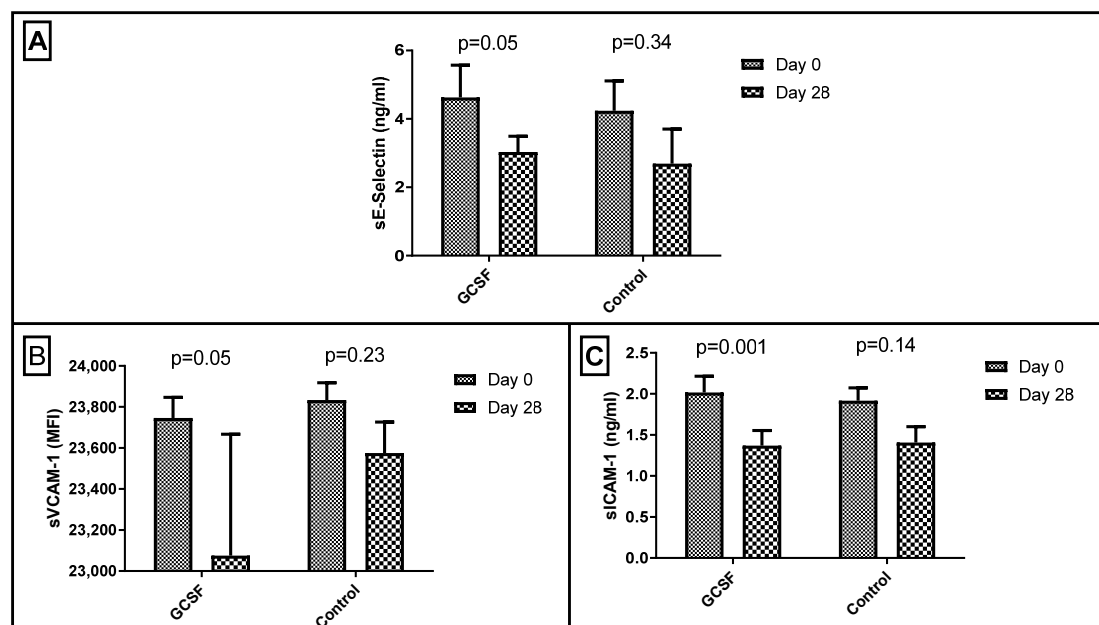 A
p=0.05
p=0.34
6
4
2
0
sE-Selectin (ng/ml)
GCSF
Control
Day 0
Day 28
B
p=0.05
p=0.23
24,000
23,800
23,600
23,400
23,200
23,000
sVCAM-1 (MFI)
GCSF
Control
Day 0
Day 28
C
p=0.001
p=0.14
2.5
2.0
1.5
1.0
0.5
0.0
sICAM-1 (ng/ml)
GCSF
Control
Day 0
Day 28